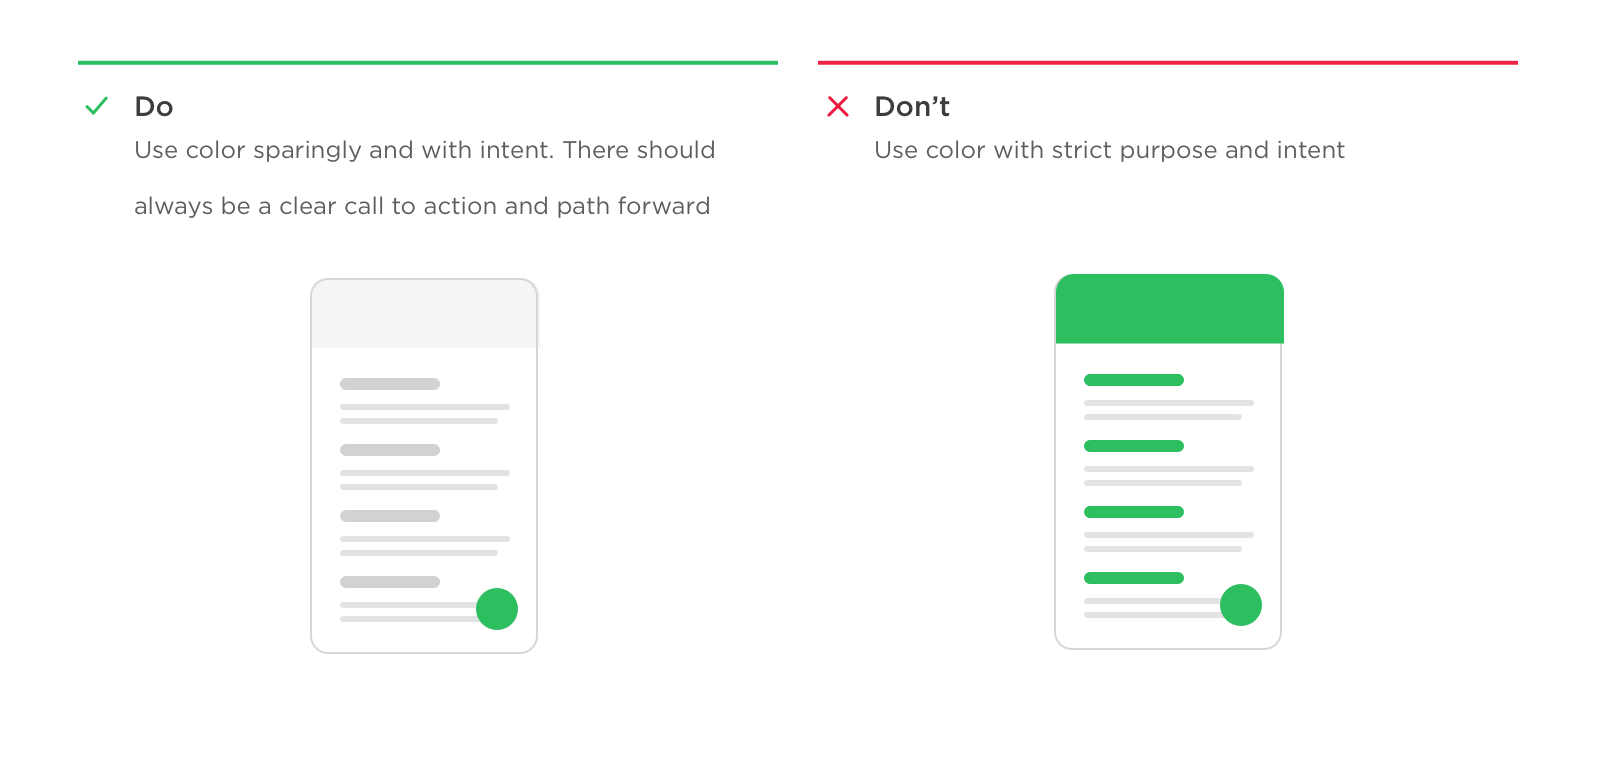 Do
Use color sparingly and with intent. There should
always be a clear call to action and path forward
Don’t
Use color with strict purpose and intent